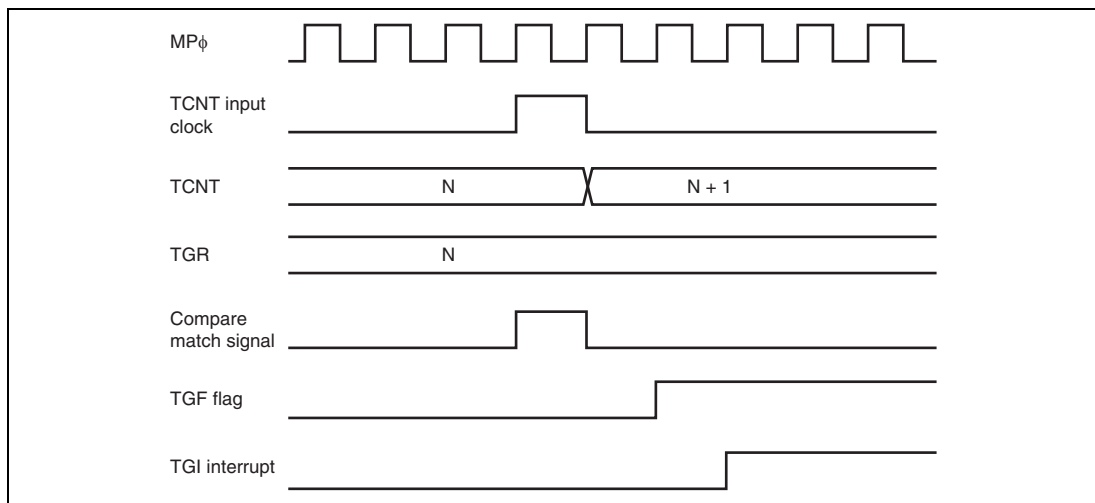 MPϕ
TCNT input
clock
TCNT
N
N + 1
TGR
N
Compare
match signal
TGF flag
TGI interrupt